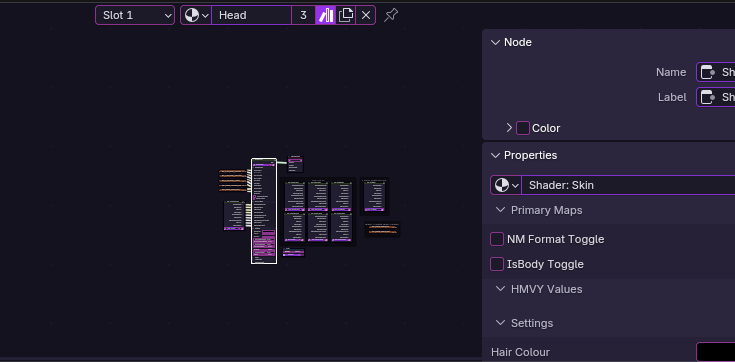 Slot 1
Head
3
Node
Name
Sh
Label
Sh
Color
Properties
Shader: Skin
Primary Maps
NM Format Toggle
IsBody Toggle
HMVY Values
Settings
Hair Colour